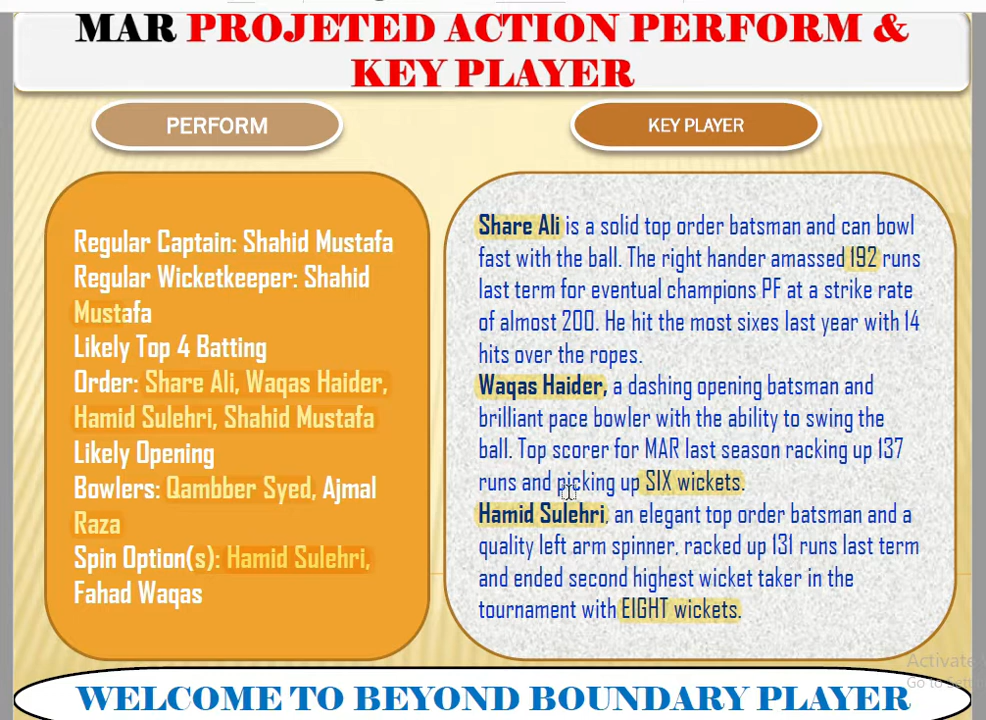 MAR PROJETED ACTION PERFORM &
KEY PLAYER
PERFORM
Regular Captain: Shahid Mustafa
Regular Wicketkeeper: Shahid
Mustafa
Likely Top 4 Batting
Order: Share Ali, Waqas Haider,
Hamid Sulehri, Shahid Mustafa
Likely Opening
Bowlers: Qambber Syed, Ajmal
Raza
Spin Option(s): Hamid Sulehri,
Fahad Waqas
KEY PLAYER
Share Ali is a solid top order batsman and can bowl
fast with the ball. The right hander amassed 192 runs
last term for eventual champions PF at a strike rate
of almost 200. He hit the most sixes last year with 14
hits over the ropes.
Waqas Haider, a dashing opening batsman and
brilliant pace bowler with the ability to swing the
ball. Top scorer for MAR last season racking up 137
runs and picking up SIX wickets.
Hamid Sulehri, an elegant top order batsman and a
quality left arm spinner, racked up 131 runs last term
and ended second highest wicket taker in the
tournament with EIGHT wickets.
Activate
Go to Sett
WELCOME TO BEYOND BOUNDARY PLAYER